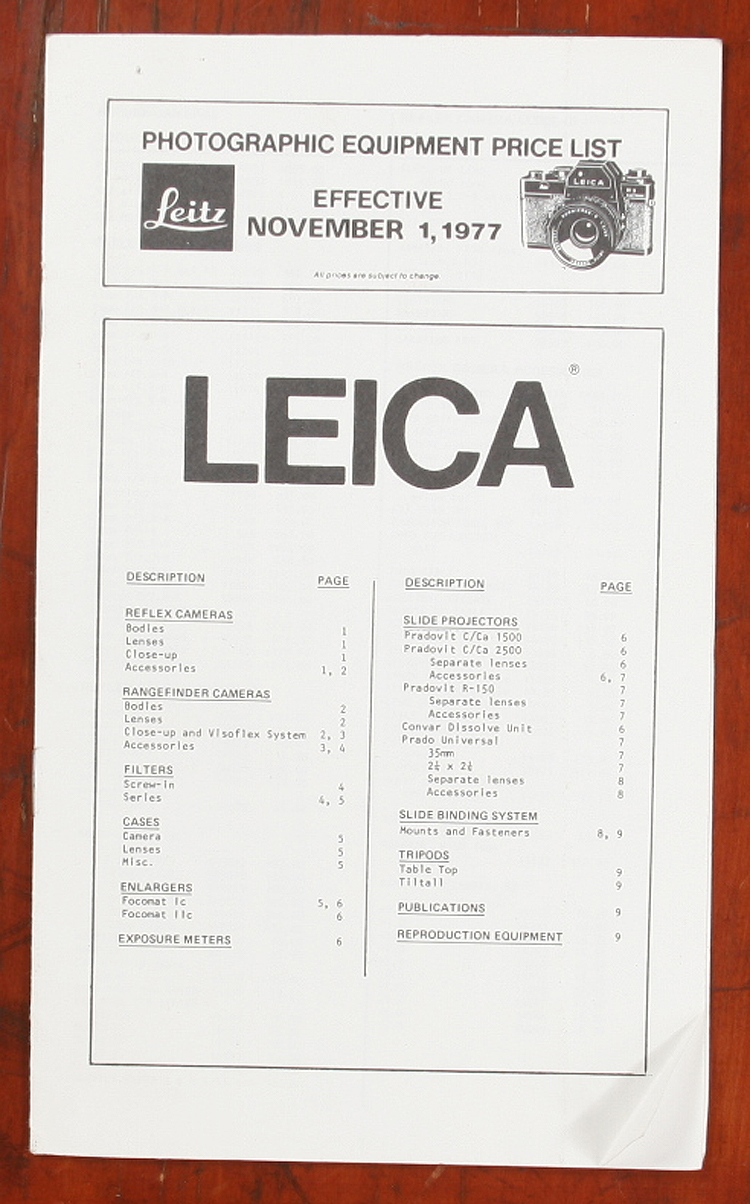 PHOTOGRAPHIC EQUIPMENT PRICE LIST
Leitz
EFFECTIVE
NOVEMBER 1, 1977
LEICA
All prices are subject to change
LEICA®
DESCRIPTION PAGE
REFLEX CAMERAS
Bodies 1
Lenses 1
Close-up 1
Accessories 1, 2
RANGEFINDER CAMERAS
Bodies 2
Lenses 2
Close-up and Visoflex System 2, 3
Accessories 3, 4
FILTERS
Screw-in 4
Series 4, 5
CASES
Camera 5
Lenses 5
Misc. 5
ENLARGERS
Focomat Ic 5, 6
Focomat IIc 6
EXPOSURE METERS 6
DESCRIPTION PAGE
SLIDE PROJECTORS
Pradovit C/Ca 1500 6
Pradovit C/Ca 2500 6
Separate lenses 6
Accessories 6, 7
Pradovit R-150 7
Separate lenses 7
Accessories 7
Convar Dissolve Unit 6
Prado Universal 7
35mm 7
2¼ x 2¼ 7
Separate lenses 8
Accessories 8
SLIDE BINDING SYSTEM
Mounts and Fasteners 8, 9
TRIPODS
Table Top 9
Tiltall 9
PUBLICATIONS 9
REPRODUCTION EQUIPMENT 9